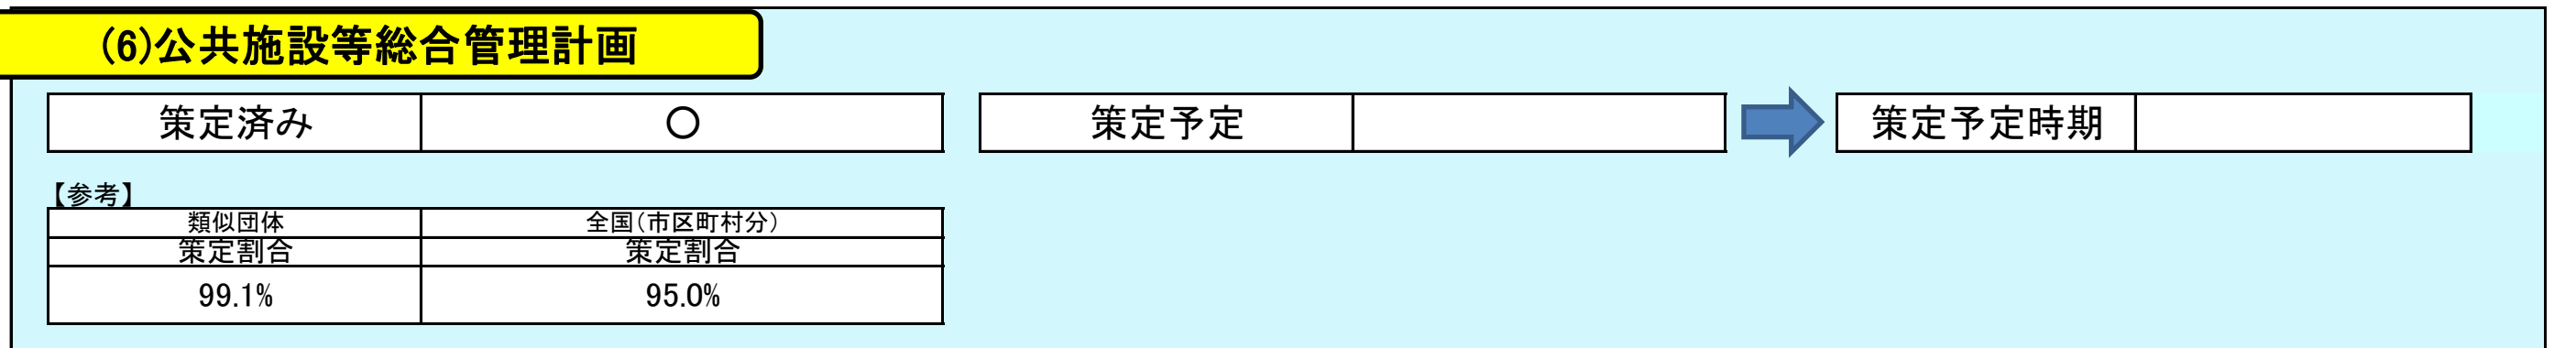 (6)公共施設等総合管理計画
策定済み ○ 策定予定 策定予定時期
【参考】
類似団体 全国(市区町村分)
策定割合 策定割合
99.1% 95.0%